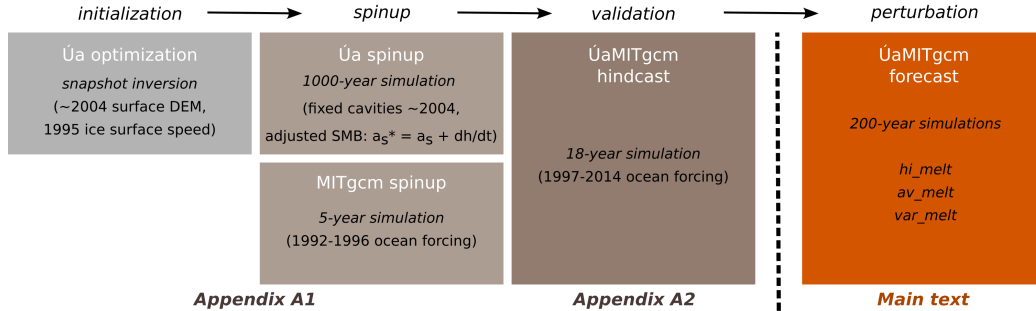 initialization
spinup
validation
perturbation
Úa optimization
snapshot inversion
(~2004 surface DEM,
1995 ice surface speed)
Úa spinup
1000-year simulation
(fixed cavities ~2004,
adjusted SMB: aₛ* = aₛ + dh/dt)
MITgcm spinup
5-year simulation
(1992-1996 ocean forcing)
ÚaMITgcm
hindcast
18-year simulation
(1997-2014 ocean forcing)
ÚaMITgcm
forecast
200-year simulations
hi_melt
av_melt
var_melt
Appendix A1
Appendix A2
Main text